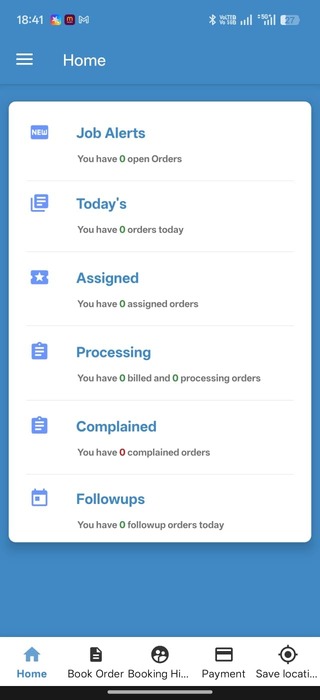 18:41
Home
NEW
Job Alerts
You have 0 open Orders
Today's
You have 0 orders today
Assigned
You have 0 assigned orders
Processing
You have 0 billed and 0 processing orders
Complained
You have 0 complained orders
Followups
You have 0 followup orders today
Home Book Order Booking Hi... Payment Save locati...